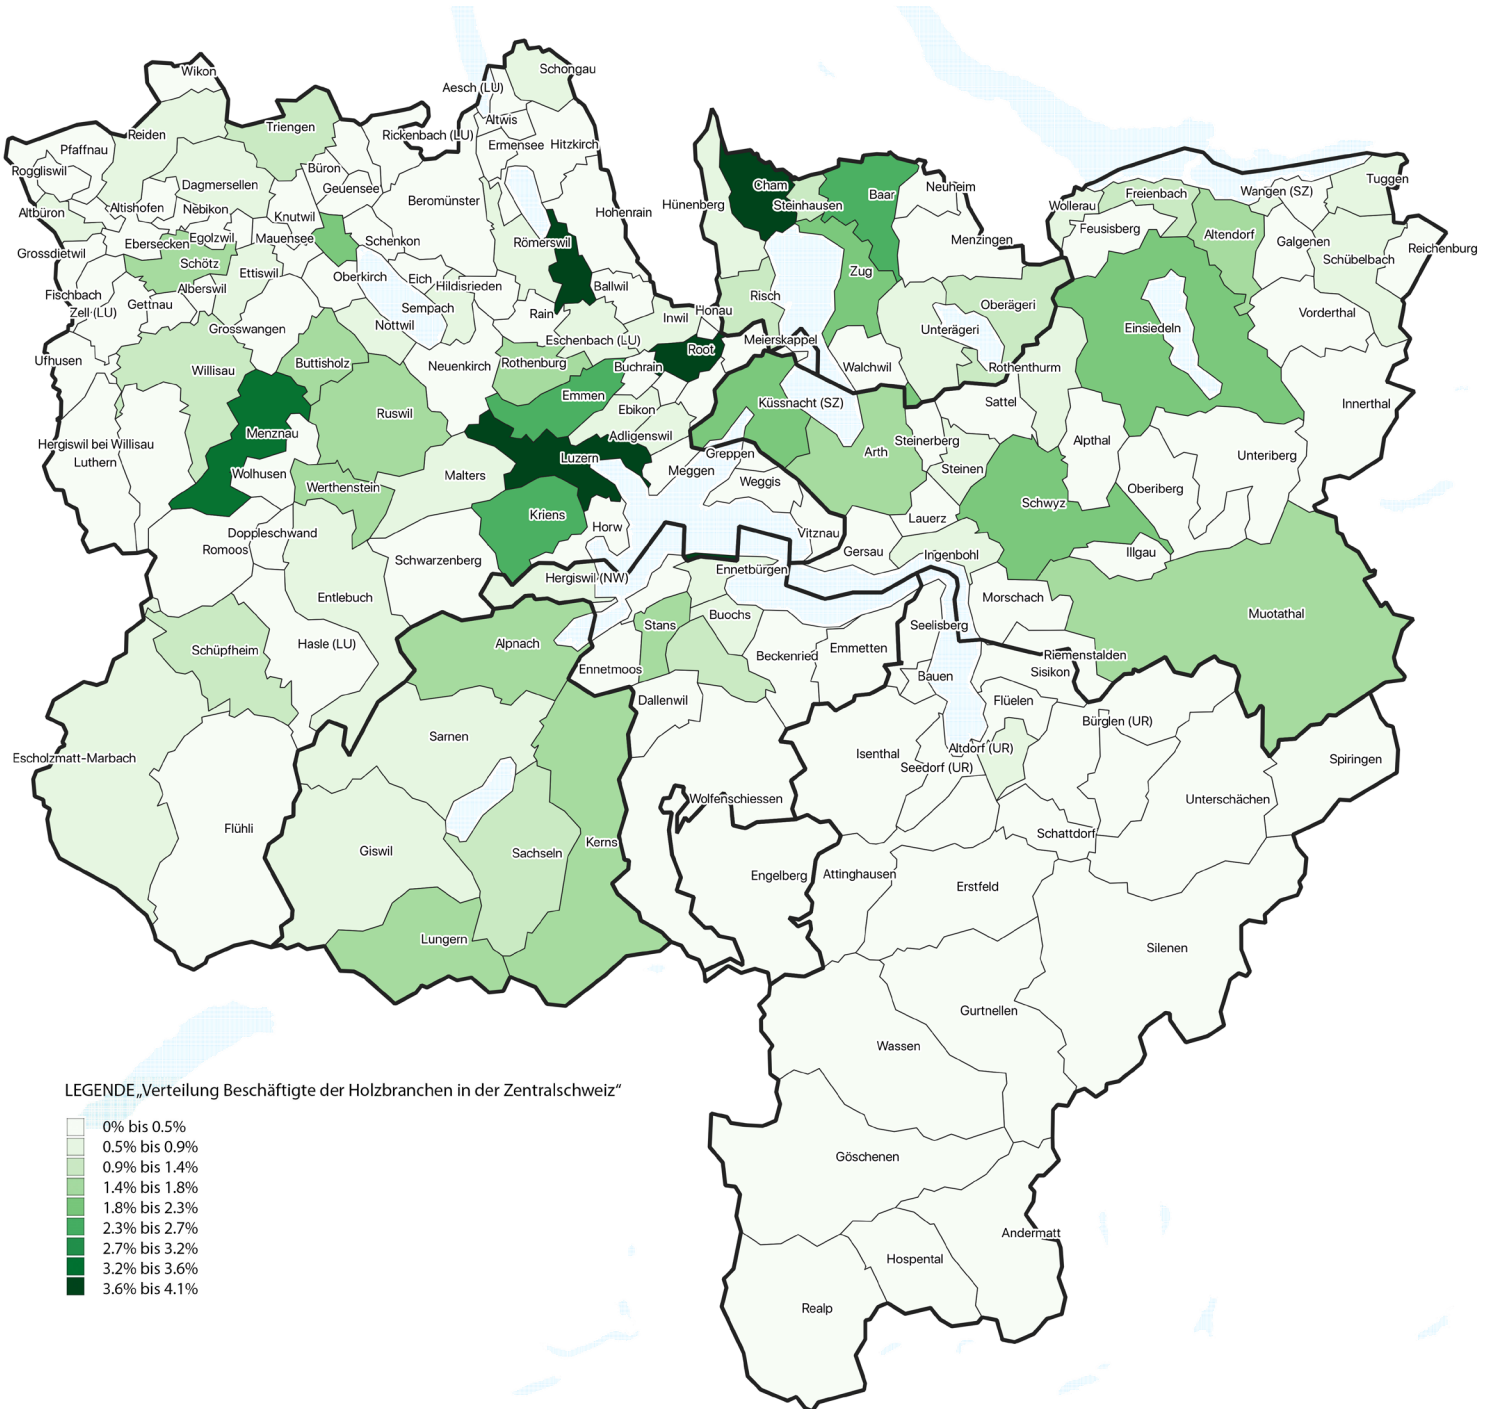 Wikon
Schongau
Aesch (LU)
Altwis
Triengen
Reiden
Rickenbach (LU)
Ermensee
Hitzkirch
Pfaffnau
Roggliswil
Büron
Geuensee
Dagmersellen
Beromünster
Altbüron
Altishofen
Nebikon
Knutwil
Hohenrain
Ebersecken
Egolzwil
Mauensee
Schenkon
Römerswil
Grossdietwil
Schötz
Ettiswil
Oberkirch
Eich
Hildisrieden
Ballwil
Fischbach
Gettnau
Alberswil
Sempach
Zell (LU)
Rain
Inwil
Honau
Grosswangen
Nottwil
Eschenbach (LU)
Ufhusen
Willisau
Buttisholz
Neuenkirch
Rothenburg
Buchrain
Root
Meierskappel
Ruswil
Emmen
Ebikon
Adligenswil
Menznau
Hergiswil bei Willisau
Luthern
Luzern
Wolhusen
Werthenstein
Malters
Meggen
Greppen
Weggis
Kriens
Horw
Vitznau
Doppleschwand
Romoos
Schwarzenberg
Entlebuch
Hasle (LU)
Schüpfheim
Escholzmatt-Marbach
Flühli
Cham
Steinhausen
Baar
Neuheim
Hünenberg
Menzingen
Zug
Risch
Oberägeri
Unterägeri
Walchwil
Wollerau
Freienbach
Wangen (SZ)
Tuggen
Feusisberg
Altendorf
Galgenen
Schübelbach
Reichenburg
Vorderthal
Einsiedeln
Rothenthurm
Innerthal
Küssnacht (SZ)
Sattel
Arth
Steinerberg
Alpthal
Unteriberg
Steinen
Oberiberg
Schwyz
Lauerz
Gersau
Ingenbohl
Illgau
Morschach
Muotathal
Riemenstalden
Hergiswil (NW)
Ennetbürgen
Stans
Buochs
Ennetmoos
Beckenried
Emmetten
Dallenwil
Wolfenschiessen
Alpnach
Sarnen
Giswil
Sachseln
Kerns
Lungern
Engelberg
Seelisberg
Sisikon
Bauen
Flüelen
Bürglen (UR)
Isenthal
Altdorf (UR)
Seedorf (UR)
Spiringen
Unterschächen
Schattdorf
Attinghausen
Erstfeld
Silenen
Gurtnellen
Wassen
Göschenen
Andermatt
Hospental
Realp
LEGENDE„Verteilung Beschäftigte der Holzbranchen in der Zentralschweiz“
0% bis 0.5%
0.5% bis 0.9%
0.9% bis 1.4%
1.4% bis 1.8%
1.8% bis 2.3%
2.3% bis 2.7%
2.7% bis 3.2%
3.2% bis 3.6%
3.6% bis 4.1%